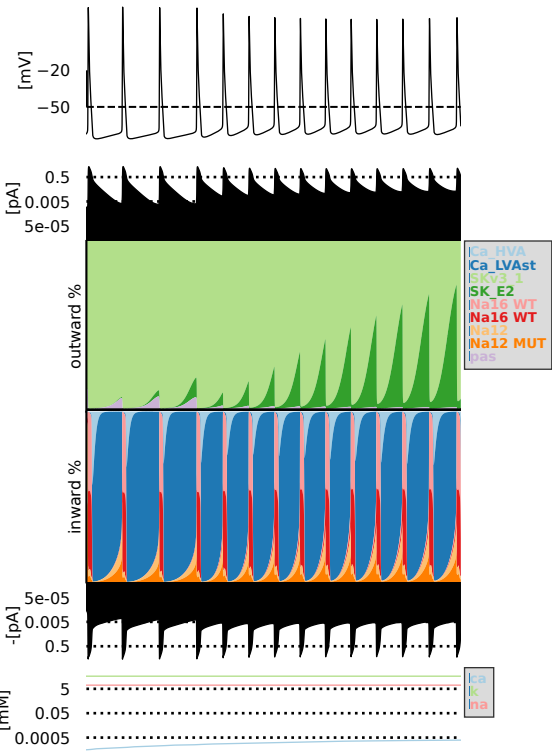 [mV]
−20
−50
[pA]
0.5
0.005
5e-05
outward %
Ca_HVA
Ca_LVAst
SKv3_1
SK_E2
Na16 WT
Na16 WT
Na12
Na12 MUT
pas
inward %
-[pA]
5e-05
0.005
0.5
[mM]
5
0.05
0.0005
ca
k
na